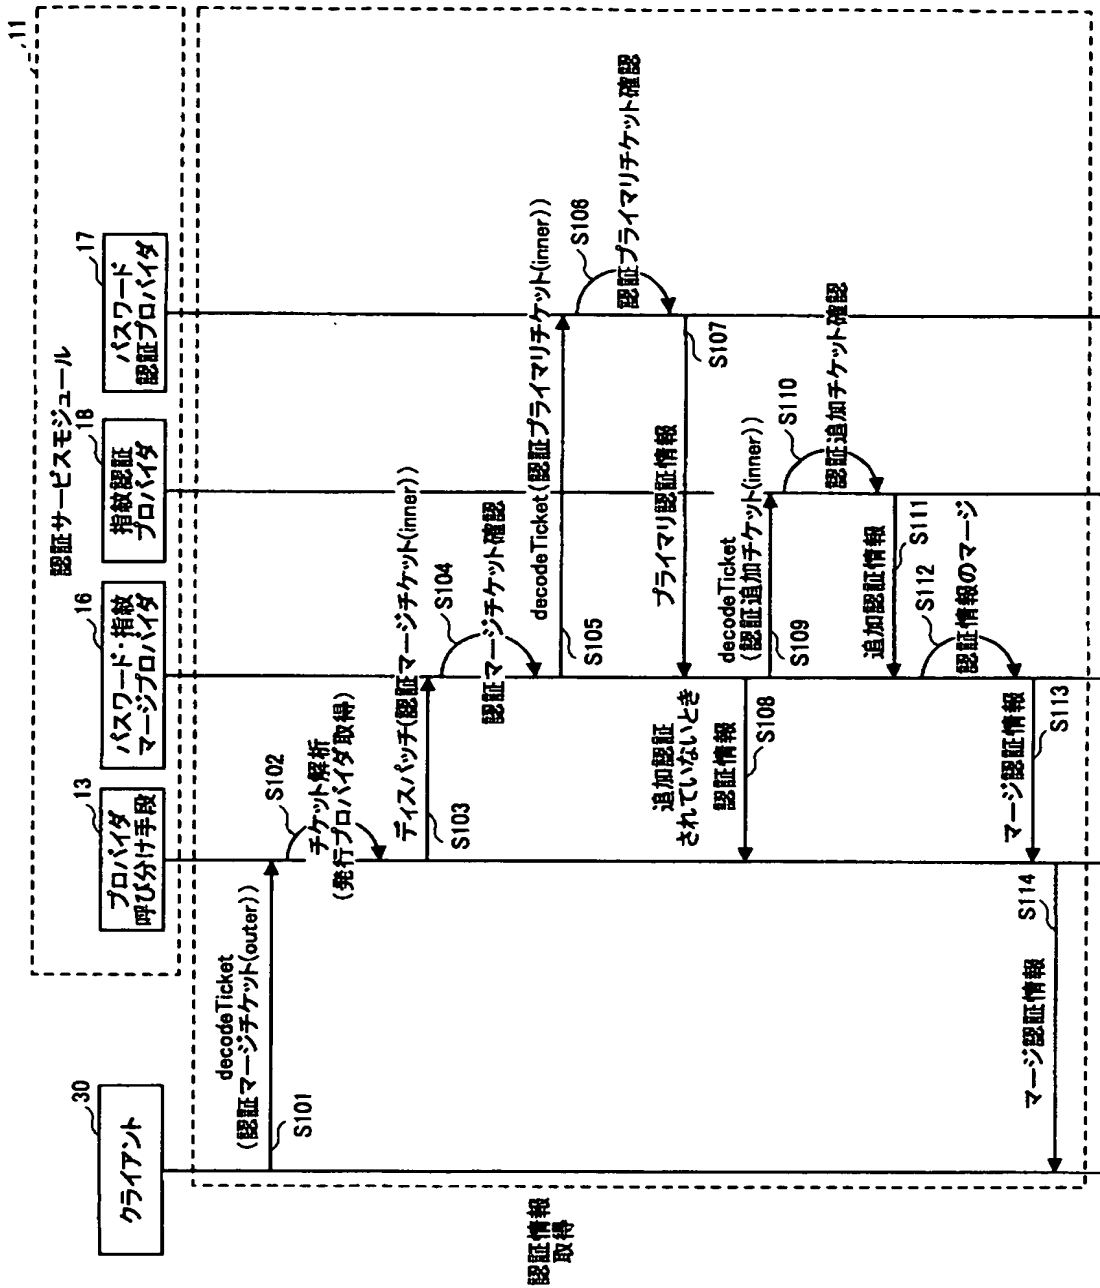 11
認証サービスモジュール
30
クライアント
13
プロバイダ
呼び分け手段
16
パスワード・指紋
マージプロバイダ
18
指紋認証
プロバイダ
17
パスワード
認証プロバイダ
認証情報
取得
decodeTicket
(認証マージチケット(outer))
S101
S102
チケット解析
(発行プロバイダ取得)
ディスパッチ(認証マージチケット(inner))
S103
S104
認証マージチケット確認
decodeTicket(認証プライマリチケット(inner))
S105
S106
認証プライマリチケット確認
プライマリ認証情報
S107
追加認証
されていないとき
認証情報
S108
decodeTicket
(認証追加チケット(inner))
S109
S110
認証追加チケット確認
追加認証情報
S111
S112
認証情報のマージ
マージ認証情報
S113
マージ認証情報
S114